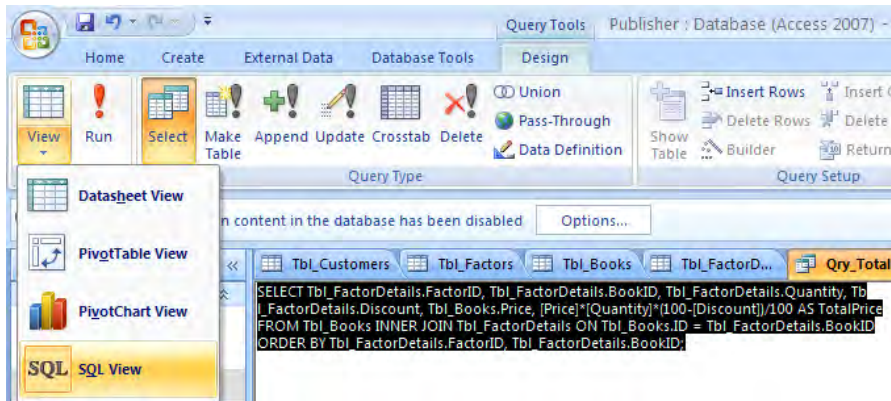 Query Tools Publisher : Database (Access 2007) -
Home Create External Data Database Tools Design
View Run Select Make Table Append Update Crosstab Delete
Union
Pass-Through
Data Definition
Show Table
Insert Rows
Delete Rows
Builder
Insert
Delete
Return
Query Type Query Setup
Datasheet View
PivotTable View
PivotChart View
SQL SQL View
n content in the database has been disabled Options...
« Tbl_Customers Tbl_Factors Tbl_Books Tbl_FactorD... Qry_Total
SELECT Tbl_FactorDetails.FactorID, Tbl_FactorDetails.BookID, Tbl_FactorDetails.Quantity, Tb
l_FactorDetails.Discount, Tbl_Books.Price, [Price]*[Quantity]*(100-[Discount])/100 AS TotalPrice
FROM Tbl_Books INNER JOIN Tbl_FactorDetails ON Tbl_Books.ID = Tbl_FactorDetails.BookID
ORDER BY Tbl_FactorDetails.FactorID, Tbl_FactorDetails.BookID;